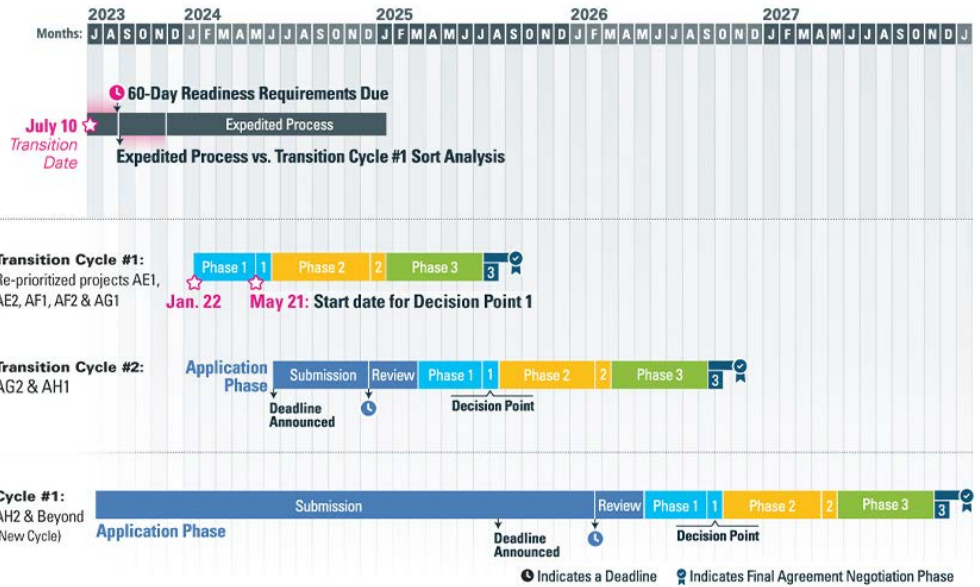 2023 2024 2025 2026 2027
Months: J A S O N D J F M A M J J A S O N D J F M A M J J A S O N D J F M A M J J A S O N D J F M A M J J A S O N D J
60-Day Readiness Requirements Due
July 10
Transition
Date
Expedited Process
Expedited Process vs. Transition Cycle #1 Sort Analysis
Transition Cycle #1:
Re-prioritized projects AE1,
AE2, AF1, AF2 & AG1
Phase 1 1 Phase 2 2 Phase 3 3
Jan. 22 May 21: Start date for Decision Point 1
Transition Cycle #2:
AG2 & AH1
Application
Phase
Submission Review Phase 1 1 Phase 2 2 Phase 3 3
Deadline
Announced
Decision Point
Cycle #1:
AH2 & Beyond
(New Cycle)
Submission Review Phase 1 1 Phase 2 2 Phase 3 3
Application Phase
Deadline
Announced
Decision Point
Indicates a Deadline Indicates Final Agreement Negotiation Phase